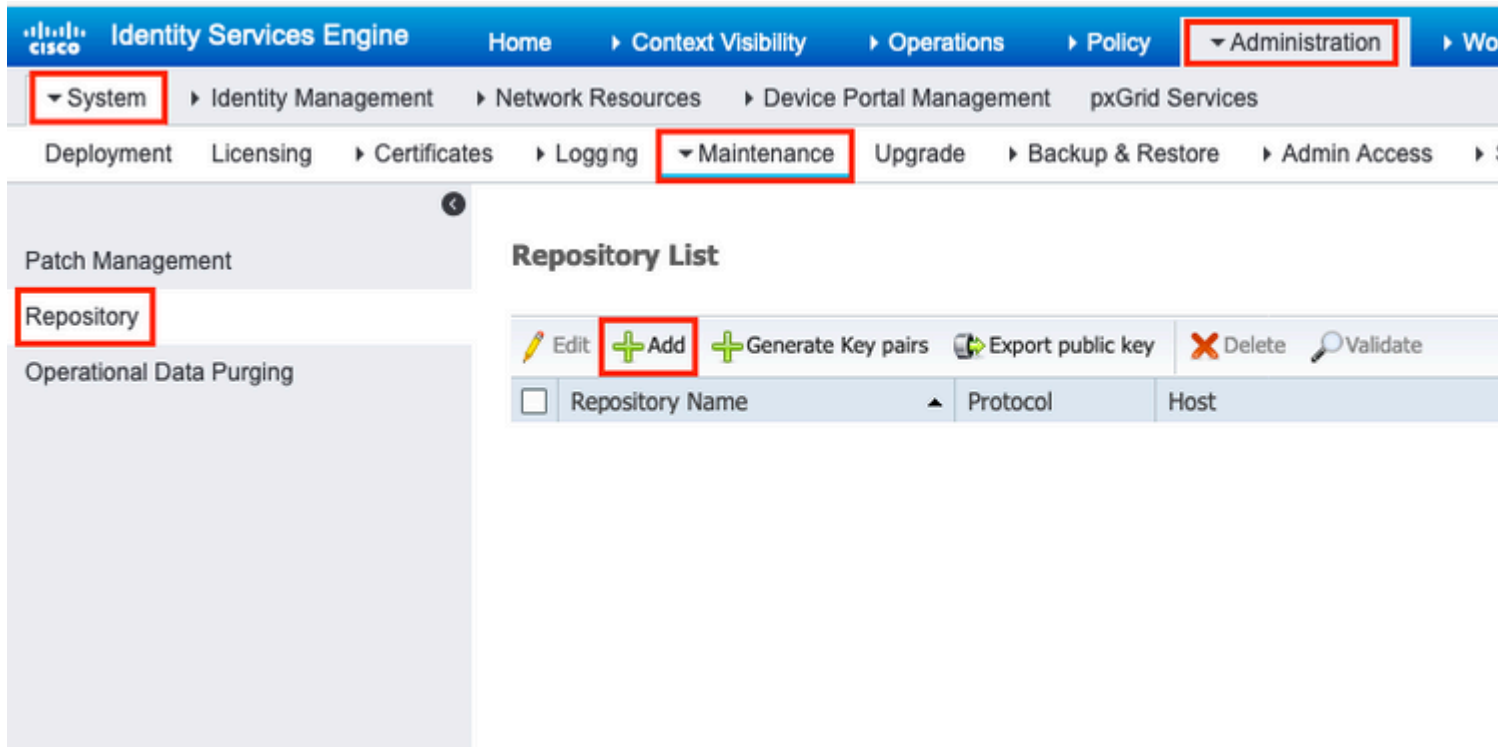 cisco Identity Services Engine Home Context Visibility Operations Policy Administration Wo
System Identity Management Network Resources Device Portal Management pxGrid Services
Deployment Licensing Certificates Logging Maintenance Upgrade Backup & Restore Admin Access
Patch Management
Repository
Operational Data Purging
Repository List
Edit Add Generate Key pairs Export public key Delete Validate
Repository Name Protocol Host